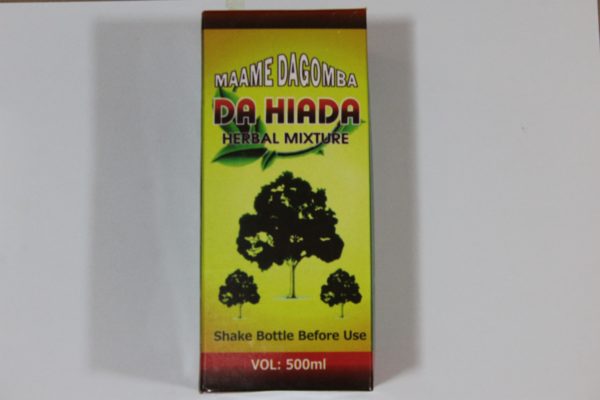 MAAME DAGOMBA
DA HIADA
HERBAL MIXTURE
Shake Bottle Before Use
VOL: 500ml